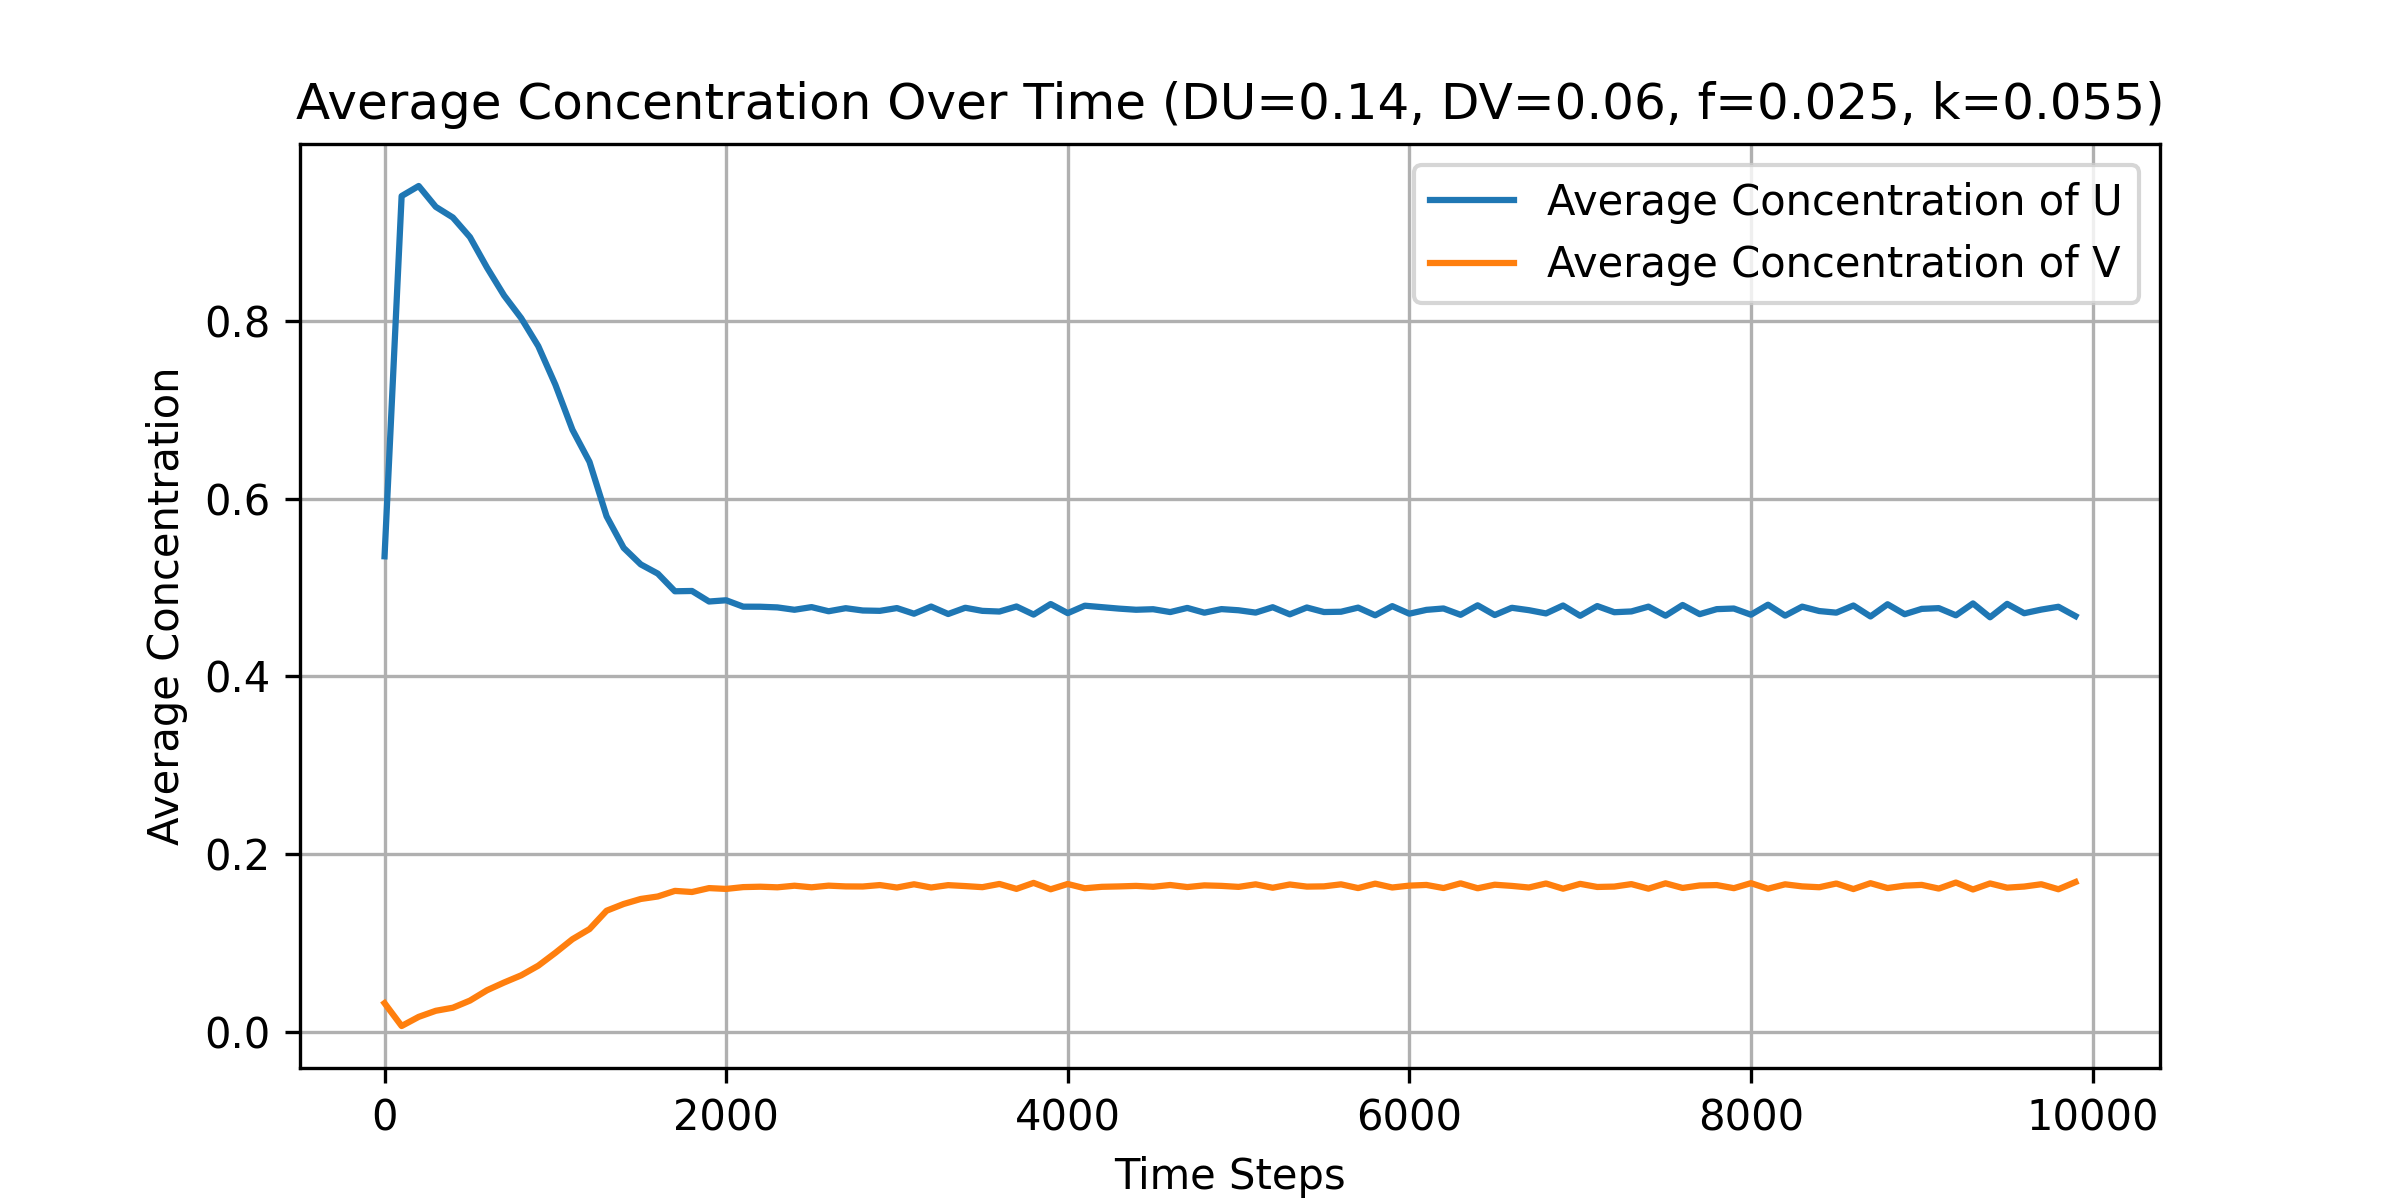 Average Concentration Over Time (DU=0.14, DV=0.06, f=0.025, k=0.055)
Average Concentration of U
Average Concentration of V
Average Concentration
0.8
0.6
0.4
0.2
0.0
0 2000 4000 6000 8000 10000
Time Steps